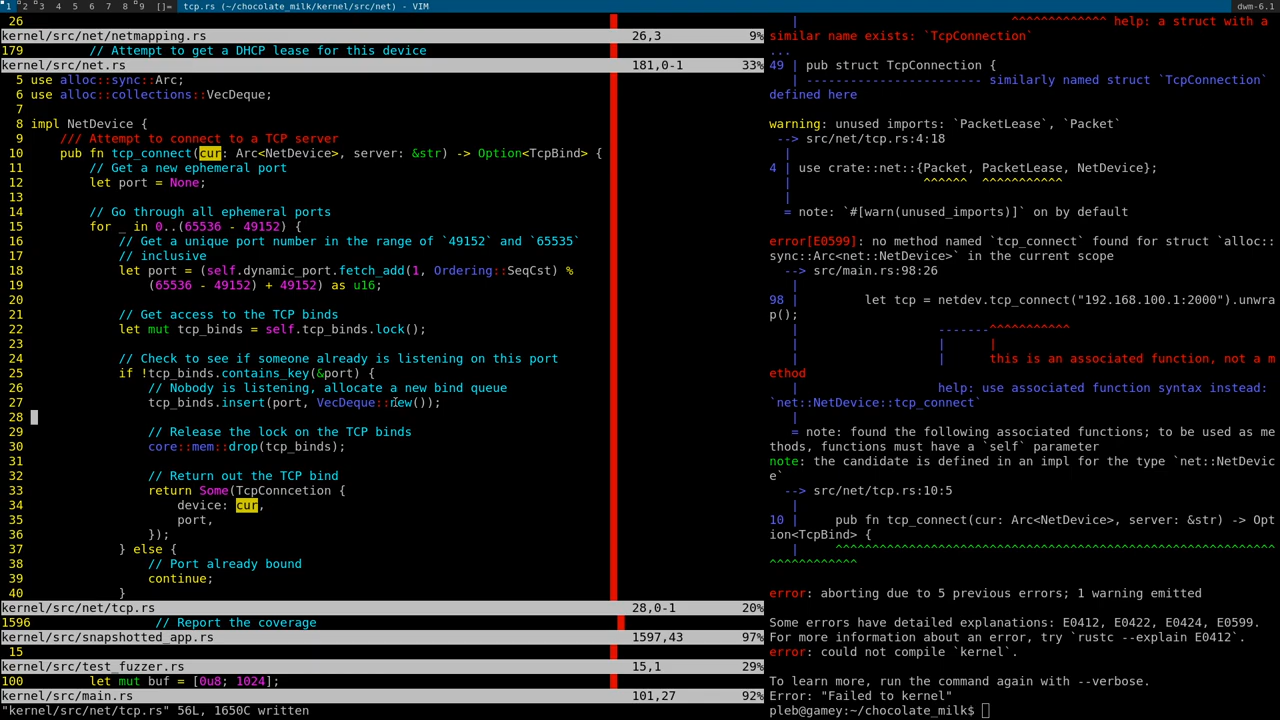 1 2 3 4 5 6 7 8 9 []= tcp.rs (~/chocolate_milk/kernel/src/net) - VIM dwm-6.1
26
kernel/src/net/netmapping.rs 26,3 9%
179         // Attempt to get a DHCP lease for this device
kernel/src/net.rs 181,0-1 33%
5 use alloc::sync::Arc;
6 use alloc::collections::VecDeque;
7
8 impl NetDevice {
9     /// Attempt to connect to a TCP server
10     pub fn tcp_connect(cur: Arc<NetDevice>, server: &str) -> Option<TcpBind> {
11         // Get a new ephemeral port
12         let port = None;
13
14         // Go through all ephemeral ports
15         for _ in 0..(65536 - 49152) {
16             // Get a unique port number in the range of `49152` and `65535`
17             // inclusive
18             let port = (self.dynamic_port.fetch_add(1, Ordering::SeqCst) %
19                 (65536 - 49152) + 49152) as u16;
20
21             // Get access to the TCP binds
22             let mut tcp_binds = self.tcp_binds.lock();
23
24             // Check to see if someone already is listening on this port
25             if !tcp_binds.contains_key(&port) {
26                 // Nobody is listening, allocate a new bind queue
27                 tcp_binds.insert(port, VecDeque::new());
28
29                 // Release the lock on the TCP binds
30                 core::mem::drop(tcp_binds);
31
32                 // Return out the TCP bind
33                 return Some(TcpConncetion {
34                     device: cur,
35                     port,
36                 });
37             } else {
38                 // Port already bound
39                 continue;
40             }
kernel/src/net/tcp.rs 28,0-1 20%
1596                 // Report the coverage
kernel/src/snapshotted_app.rs 1597,43 97%
15
kernel/src/test_fuzzer.rs 15,1 29%
100         let mut buf = [0u8; 1024];
kernel/src/main.rs 101,27 92%
"kernel/src/net/tcp.rs" 56L, 1650C written
| ^^^^^^^^^^^^^ help: a struct with a
similar name exists: `TcpConnection`
...
49 | pub struct TcpConnection {
| ------------------------ similarly named struct `TcpConnection`
defined here
warning: unused imports: `PacketLease`, `Packet`
--> src/net/tcp.rs:4:18
|
4 | use crate::net::{Packet, PacketLease, NetDevice};
| ^^^^^^  ^^^^^^^^^^^
|
= note: `#[warn(unused_imports)]` on by default
error[E0599]: no method named `tcp_connect` found for struct `alloc::
sync::Arc<net::NetDevice>` in the current scope
--> src/main.rs:98:26
|
98 |         let tcp = netdev.tcp_connect("192.168.100.1:2000").unwra
p();
| -------^^^^^^^^^^^
| | |
| | this is an associated function, not a m
ethod
| help: use associated function syntax instead:
`net::NetDevice::tcp_connect`
|
= note: found the following associated functions; to be used as me
thods, functions must have a `self` parameter
note: the candidate is defined in an impl for the type `net::NetDevic
e`
--> src/net/tcp.rs:10:5
|
10 |     pub fn tcp_connect(cur: Arc<NetDevice>, server: &str) -> Opt
ion<TcpBind> {
| ^^^^^^^^^^^^^^^^^^^^^^^^^^^^^^^^^^^^^^^^^^^^^^^^^^^^^^^^^^^^
^^^^^^^^^^^^
error: aborting due to 5 previous errors; 1 warning emitted
Some errors have detailed explanations: E0412, E0422, E0424, E0599.
For more information about an error, try `rustc --explain E0412`.
error: could not compile `kernel`.
To learn more, run the command again with --verbose.
Error: "Failed to kernel"
pleb@gamey:~/chocolate_milk$